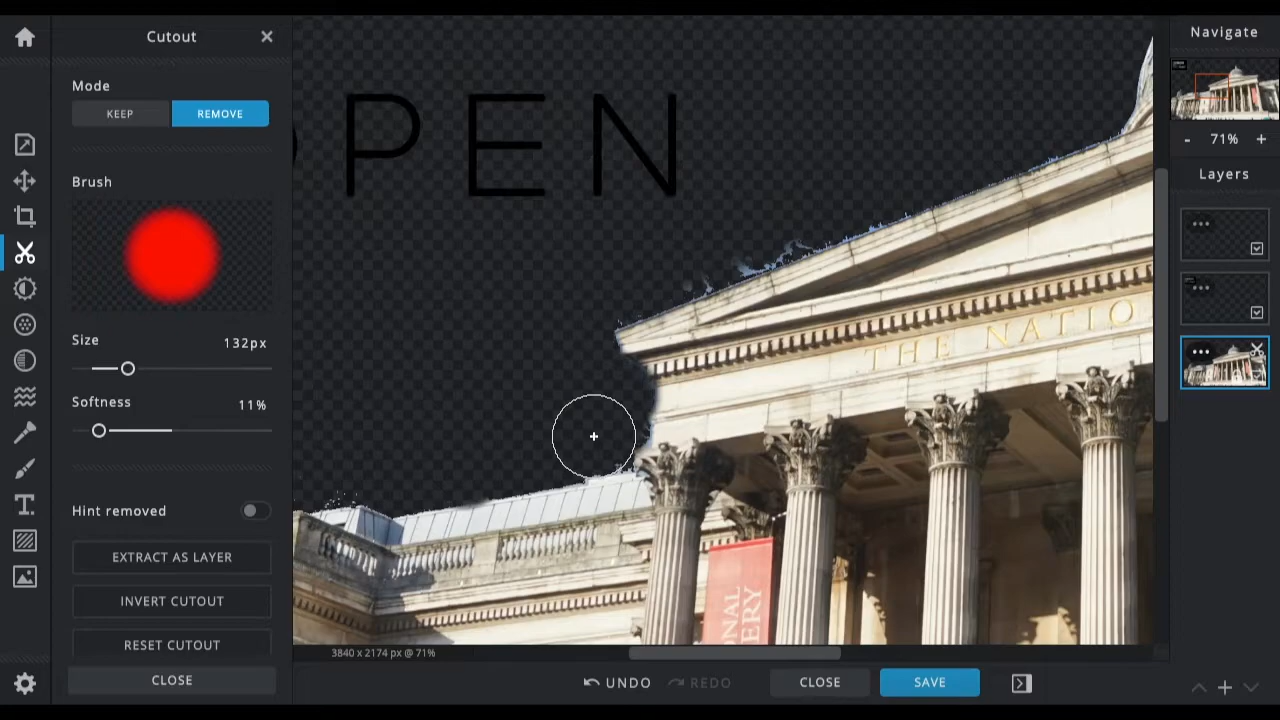 Cutout
Mode
KEEP
REMOVE
Brush
Size
132px
Softness
11%
Hint removed
EXTRACT AS LAYER
INVERT CUTOUT
RESET CUTOUT
CLOSE
PEN
THE NATIO
NAL
ERY
3840 x 2174 px @ 71%
UNDO
REDO
CLOSE
SAVE
Navigate
- 71% +
Layers